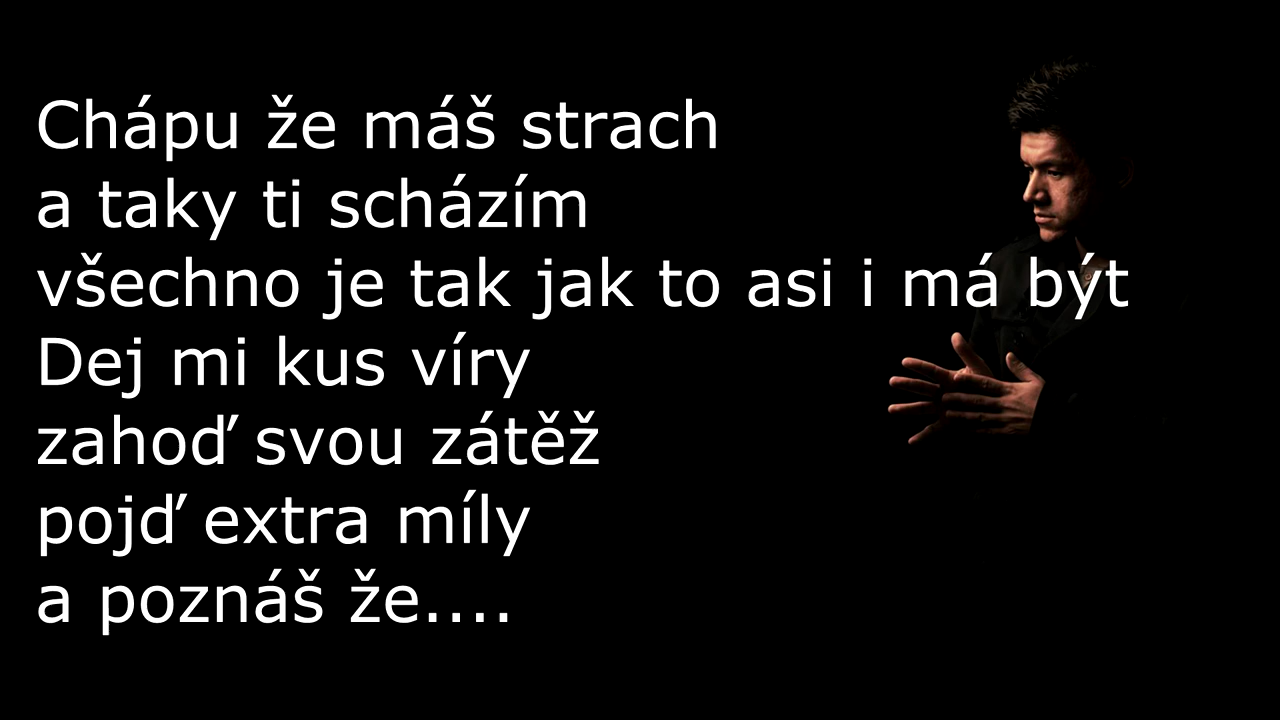 Chápu že máš strach
a taky ti scházím
všechno je tak jak to asi i má být
Dej mi kus víry
zahoď svou zátěž
pojď extra míly
a poznáš že....